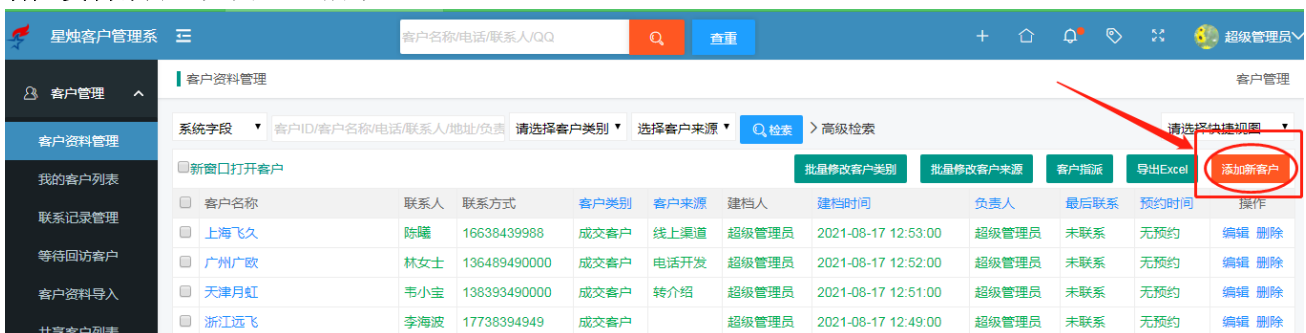 星烛客户管理系
客户名称/电话/联系人/QQ
查重
超级管理员
客户管理
客户资料管理
客户管理
客户资料管理
系统字段
客户ID/客户名称/电话/联系人/地址/负责
请选择客户类别
选择客户来源
检索
高级检索
请选择快捷视图
我的客户列表
新窗口打开客户
批量修改客户类别
批量修改客户来源
客户指派
导出Excel
添加新客户
联系记录管理
客户名称 联系人 联系方式 客户类别 客户来源 建档人 建档时间 负责人 最后联系 预约时间 操作
上海飞久 陈曦 16638439988 成交客户 线上渠道 超级管理员 2021-08-17 12:53:00 超级管理员 未联系 无预约 编辑 删除
等待回访客户
广州广欧 林女士 136489490000 成交客户 电话开发 超级管理员 2021-08-17 12:52:00 超级管理员 未联系 无预约 编辑 删除
客户资料导入
天津月虹 韦小宝 138393490000 成交客户 转介绍 超级管理员 2021-08-17 12:51:00 超级管理员 未联系 无预约 编辑 删除
共享客户列表
浙江远飞 李海波 17738394949 成交客户 超级管理员 2021-08-17 12:49:00 超级管理员 未联系 无预约 编辑 删除